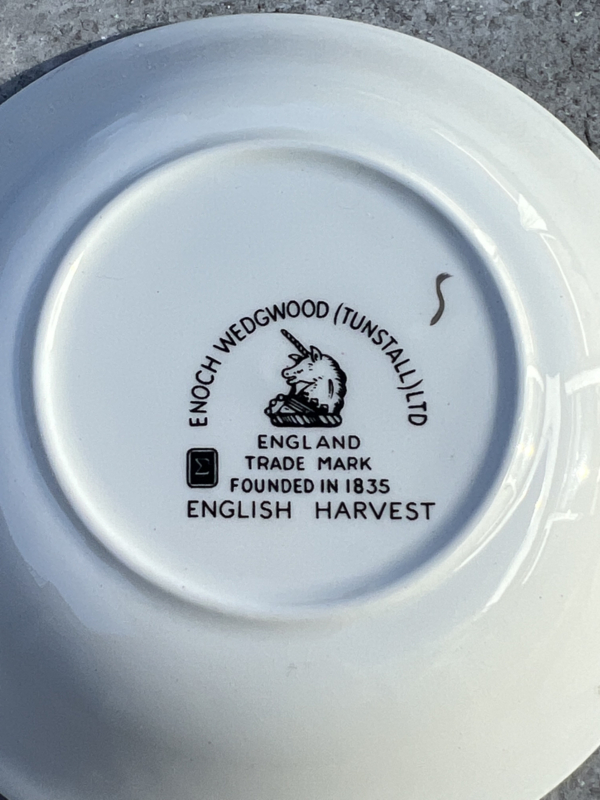 ENOCH WEDGWOOD (TUNSTALL) LTD
ENGLAND
TRADE MARK
Σ
FOUNDED IN 1835
ENGLISH HARVEST